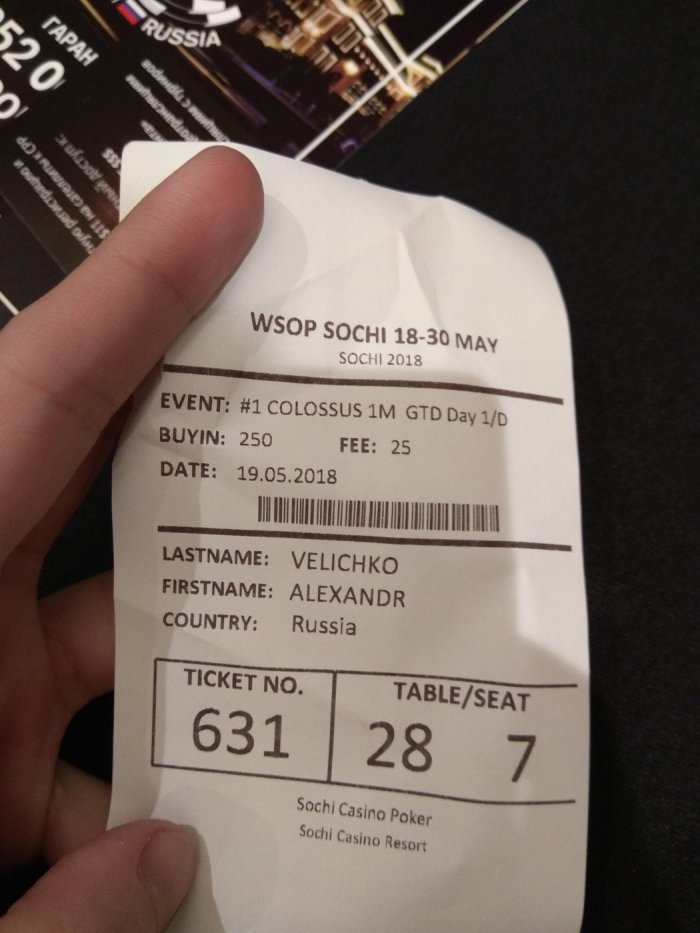 RUSSIA
ГАРАН
520
WSOP SOCHI 18-30 MAY
SOCHI 2018
EVENT: #1 COLOSSUS 1M GTD Day 1/D
BUYIN: 250 FEE: 25
DATE: 19.05.2018
LASTNAME: VELICHKO
FIRSTNAME: ALEXANDR
COUNTRY: Russia
TICKET NO. TABLE/SEAT
631 28 7
Sochi Casino Poker
Sochi Casino Resort